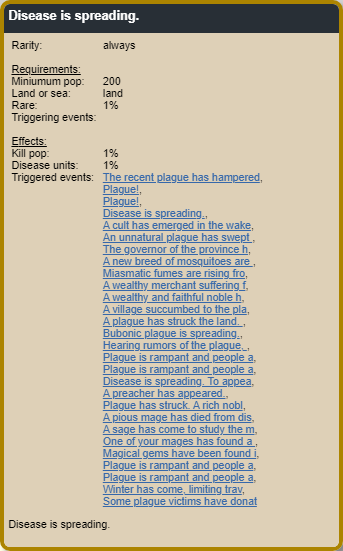 Disease is spreading.
Rarity: always
Requirements:
Miniumum pop: 200
Land or sea: land
Rare: 1%
Triggering events:
Effects:
Kill pop: 1%
Disease units: 1%
Triggered events: The recent plague has hampered,
Plague!,
Plague!,
Disease is spreading.,
A cult has emerged in the wake,
An unnatural plague has swept ,
The governor of the province h,
A new breed of mosquitoes are ,
Miasmatic fumes are rising fro,
A wealthy merchant suffering f,
A wealthy and faithful noble h,
A village succumbed to the pla,
A plague has struck the land. ,
Bubonic plague is spreading.,
Hearing rumors of the plague, ,
Plague is rampant and people a,
Plague is rampant and people a,
Disease is spreading. To appea,
A preacher has appeared.,
Plague has struck. A rich nobl,
A pious mage has died from dis,
A sage has come to study the m,
One of your mages has found a ,
Magical gems have been found i,
Plague is rampant and people a,
Plague is rampant and people a,
Winter has come, limiting trav,
Some plague victims have donat
Disease is spreading.